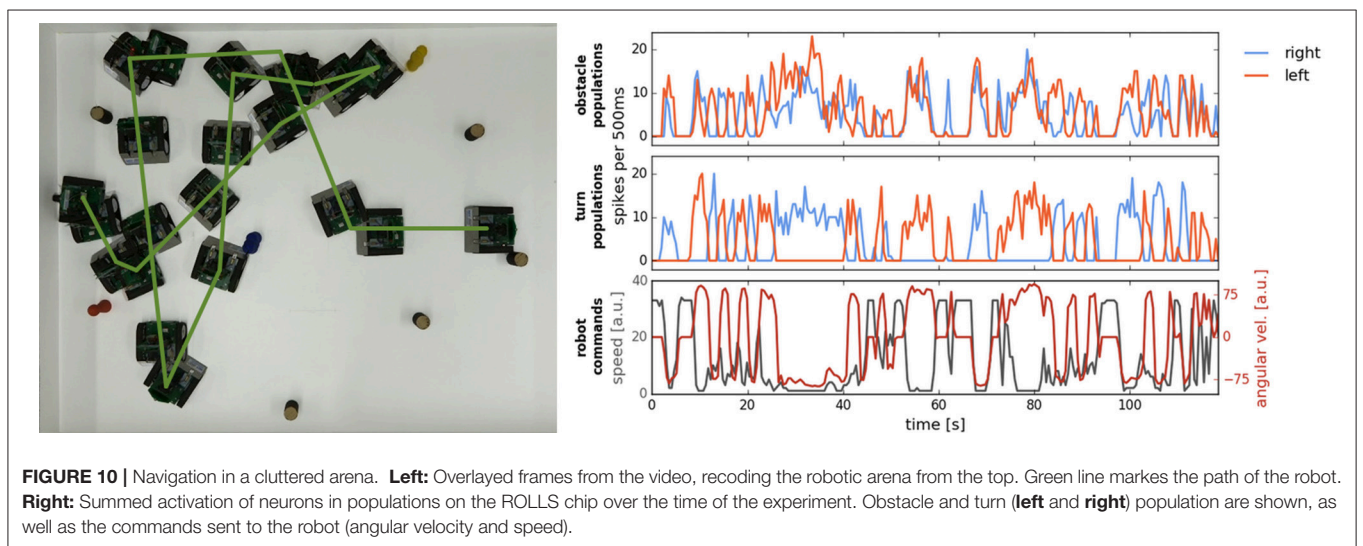 obstacle
populations
20
10
0
right
left
turn
populations
spikes per 500ms
20
10
0
robot
commands
speed [a.u.]
40
20
0
75
0
−75
angular vel. [a.u.]
0 20 40 60 80 100
time [s]
FIGURE 10 | Navigation in a cluttered arena. Left: Overlayed frames from the video, recoding the robotic arena from the top. Green line markes the path of the robot.
Right: Summed activation of neurons in populations on the ROLLS chip over the time of the experiment. Obstacle and turn (left and right) population are shown, as
well as the commands sent to the robot (angular velocity and speed).